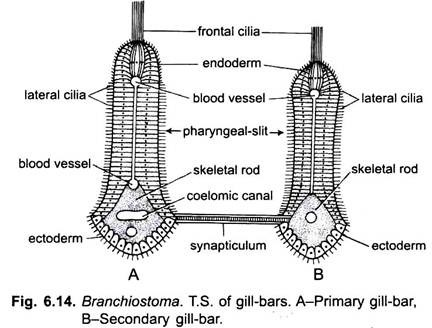 frontal cilia
endoderm
lateral cilia
blood vessel
lateral cilia
pharyngeal-slit
blood vessel
skeletal rod
skeletal rod
coelomic canal
ectoderm
synapticulum
ectoderm
A
B
Fig. 6.14. Branchiostoma. T.S. of gill-bars. A–Primary gill-bar,
B–Secondary gill-bar.